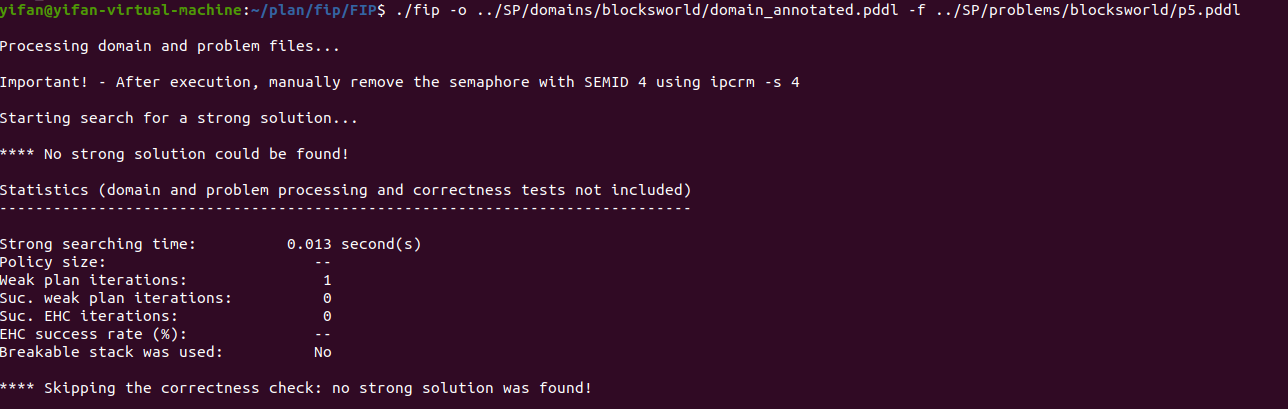 yifan@yifan-virtual-machine:~/plan/fip/FIP$ ./fip -o ../SP/domains/blocksworld/domain_annotated.pddl -f ../SP/problems/blocksworld/p5.pddl
Processing domain and problem files...
Important! - After execution, manually remove the semaphore with SEMID 4 using ipcrm -s 4
Starting search for a strong solution...
**** No strong solution could be found!
Statistics (domain and problem processing and correctness tests not included)
-----------------------------------------------------------------------------
Strong searching time:          0.013 second(s)
Policy size:                       --
Weak plan iterations:               1
Suc. weak plan iterations:          0
Suc. EHC iterations:                0
EHC success rate (%):              --
Breakable stack was used:          No
**** Skipping the correctness check: no strong solution was found!